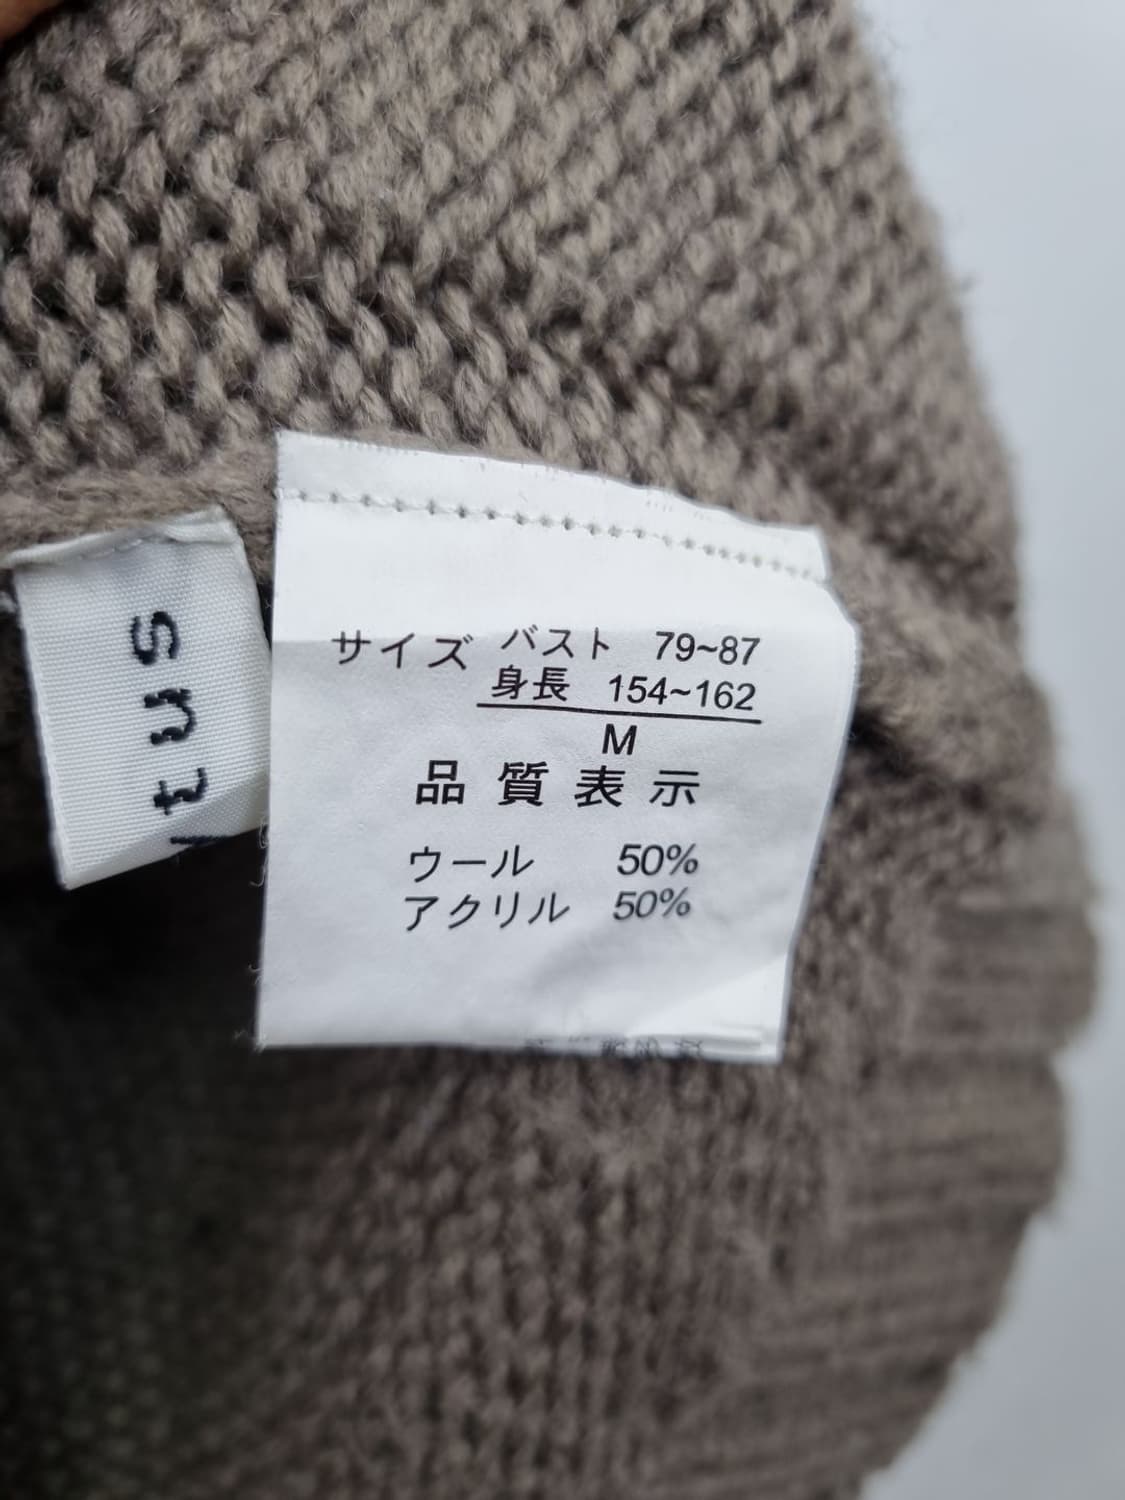 サイズ バスト 79~87
身長 154~162
M
品質表示
ウール 50%
アクリル 50%
tus